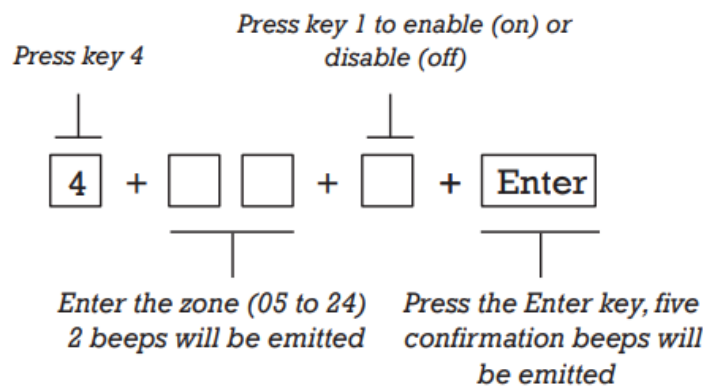 Press key 1 to enable (on) or
disable (off)
Press key 4
4 + + + Enter
Enter the zone (05 to 24)
2 beeps will be emitted
Press the Enter key, five
confirmation beeps will
be emitted